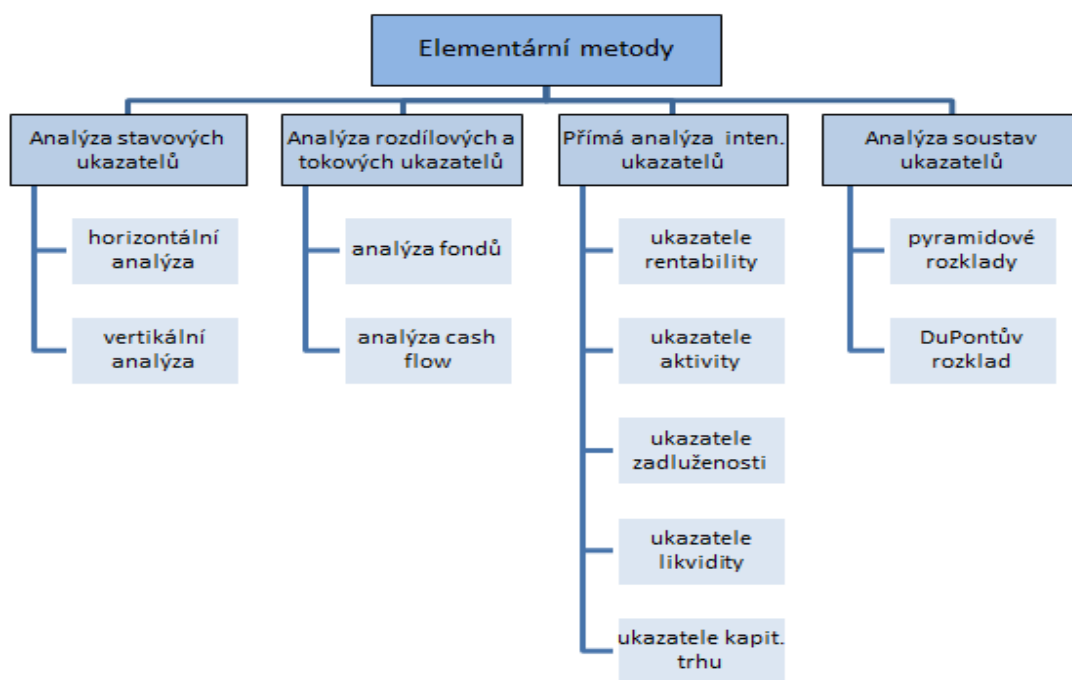 Elementární metody
Analýza stavových
ukazatelů
horizontální
analýza
vertikální
analýza
Analýza rozdílových a
tokových ukazatelů
analýza fondů
analýza cash
flow
Přímá analýza inten.
ukazatelů
ukazatele
rentability
ukazatele
aktivity
ukazatele
zadluženosti
ukazatele
likvidity
ukazatele kapit.
trhu
Analýza soustav
ukazatelů
pyramidové
rozklady
DuPontův
rozklad